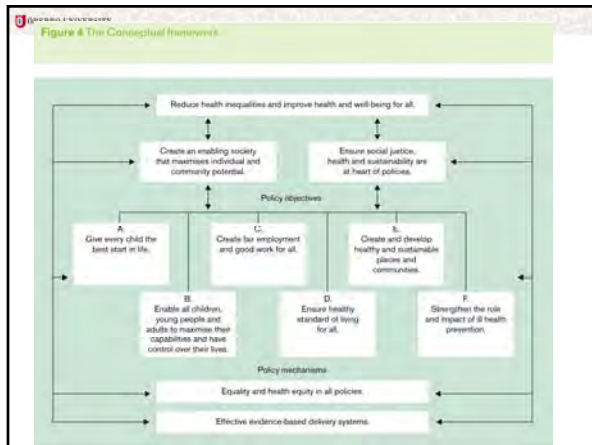 ÖREBRO UNIVERSITY
Figure 4 The Conceptual framework
Reduce health inequalities and improve health and well-being for all.
Create an enabling society
that maximises individual and
community potential.
Ensure social justice,
health and sustainability are
at heart of policies.
Policy objectives
A.
Give every child the
best start in life.
B.
Enable all children,
young people and
adults to maximise their
capabilities and have
control over their lives.
C.
Create fair employment
and good work for all.
D.
Ensure healthy
standard of living
for all.
E.
Create and develop
healthy and sustainable
places and
communities.
F.
Strengthen the role
and impact of ill health
prevention.
Policy mechanisms
Equality and health equity in all policies.
Effective evidence-based delivery systems.